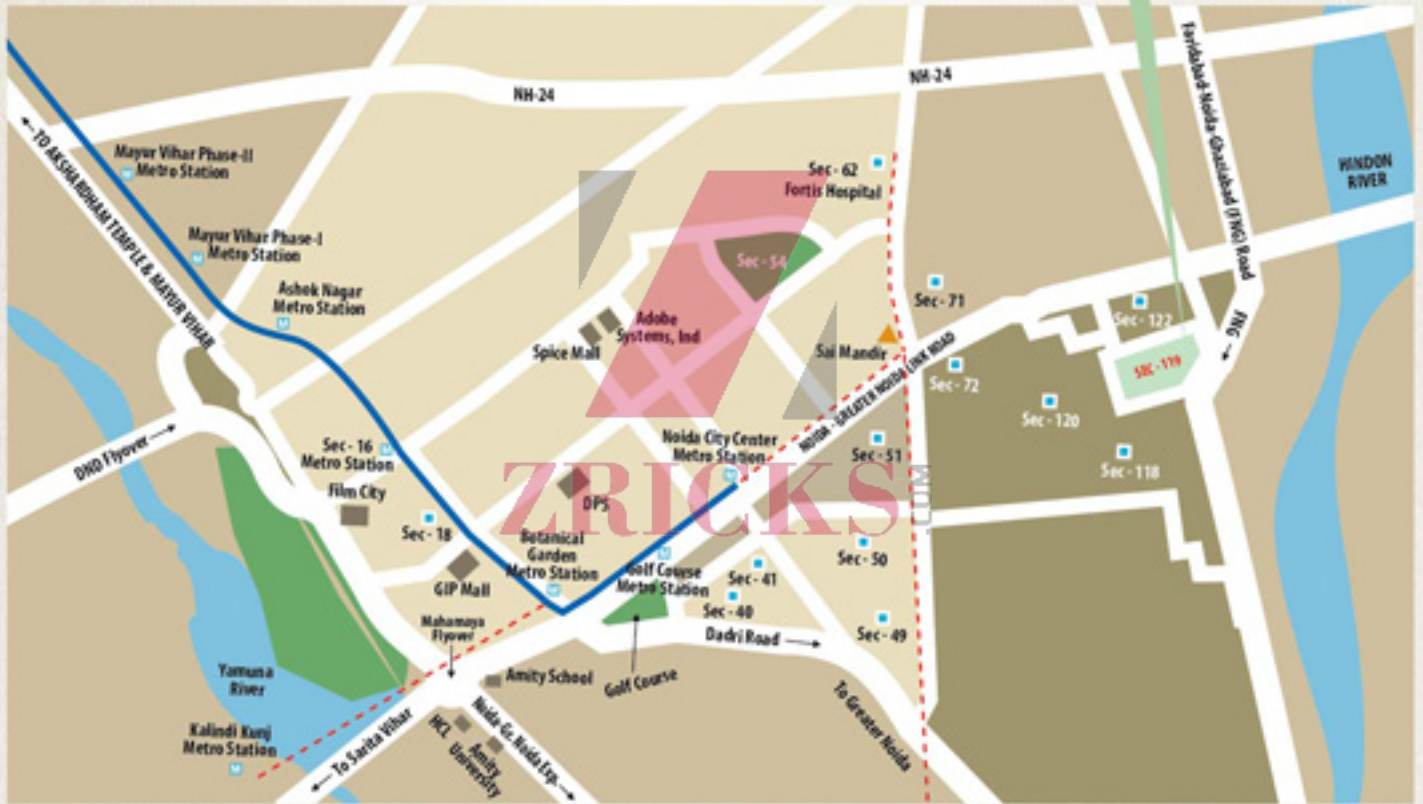 NH-24
NH-24
Faridabad-Noida-Ghaziabad (FNG) Road
HINDON
RIVER
TO AKSHARDHAM TEMPLE & MAYUR VIHAR
Mayur Vihar Phase-II
Metro Station
Sec - 62
Fortis Hospital
Mayur Vihar Phase-I
Metro Station
Sec - 54
Ashok Nagar
Metro Station
Sec - 71
Sec - 122
FNG
Adobe
Systems, Ind
Spice Mall
Sai Mandir
NOIDA - GREATER NOIDA LINK ROAD
Sec - 72
SEC - 119
Sec - 120
DND Flyover
Sec - 16
Metro Station
Noida City Center
Metro Station
Sec - 51
Sec - 118
Film City
ZRICKS
.COM
DPS
Sec - 18
Botanical
Garden
Metro Station
GIP Mall
Golf Course
Metro Station
Sec - 41
Sec - 50
Sec - 40
Mahamaya
Flyover
Dadri Road
Sec - 49
Yamuna
River
Amity School
Golf Course
To Greater Noida
Kalindi Kunj
Metro Station
To Sarita Vihar
HCL
Amity
University
Noida-Gr. Noida Exp.